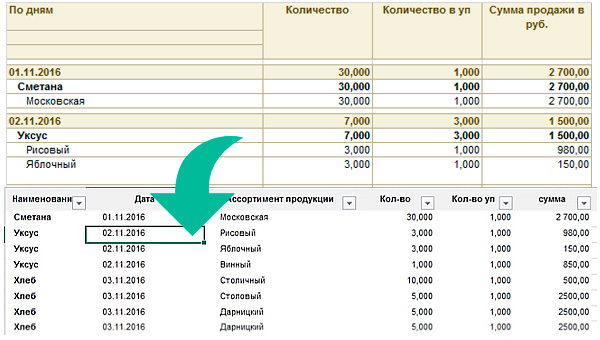 По дням Количество Количество в уп Сумма продажи в
руб.
01.11.2016 30,000 1,000 2 700,00
Сметана 30,000 1,000 2 700,00
Московская 30,000 1,000 2 700,00
02.11.2016 7,000 3,000 1 500,00
Уксус 7,000 3,000 1 500,00
Рисовый 3,000 1,000 980,00
Яблочный 3,000 1,000 150,00
Наименовани Дата Ассортимент продукции Кол-во Кол-во уп сумма
Сметана 01.11.2016 Московская 30,000 1,000 2 700,00
Уксус 02.11.2016 Рисовый 3,000 1,000 980,00
Уксус 02.11.2016 Яблочный 3,000 1,000 150,00
Уксус 02.11.2016 Винный 1,000 1,000 850,00
Хлеб 03.11.2016 Столичный 10,000 1,000 500,00
Хлеб 03.11.2016 Столовый 5,000 1,000 2500,00
Хлеб 03.11.2016 Дарницкий 5,000 1,000 2500,00
Хлеб 03.11.2016 Дарницкий 5,000 1,000 2500,00